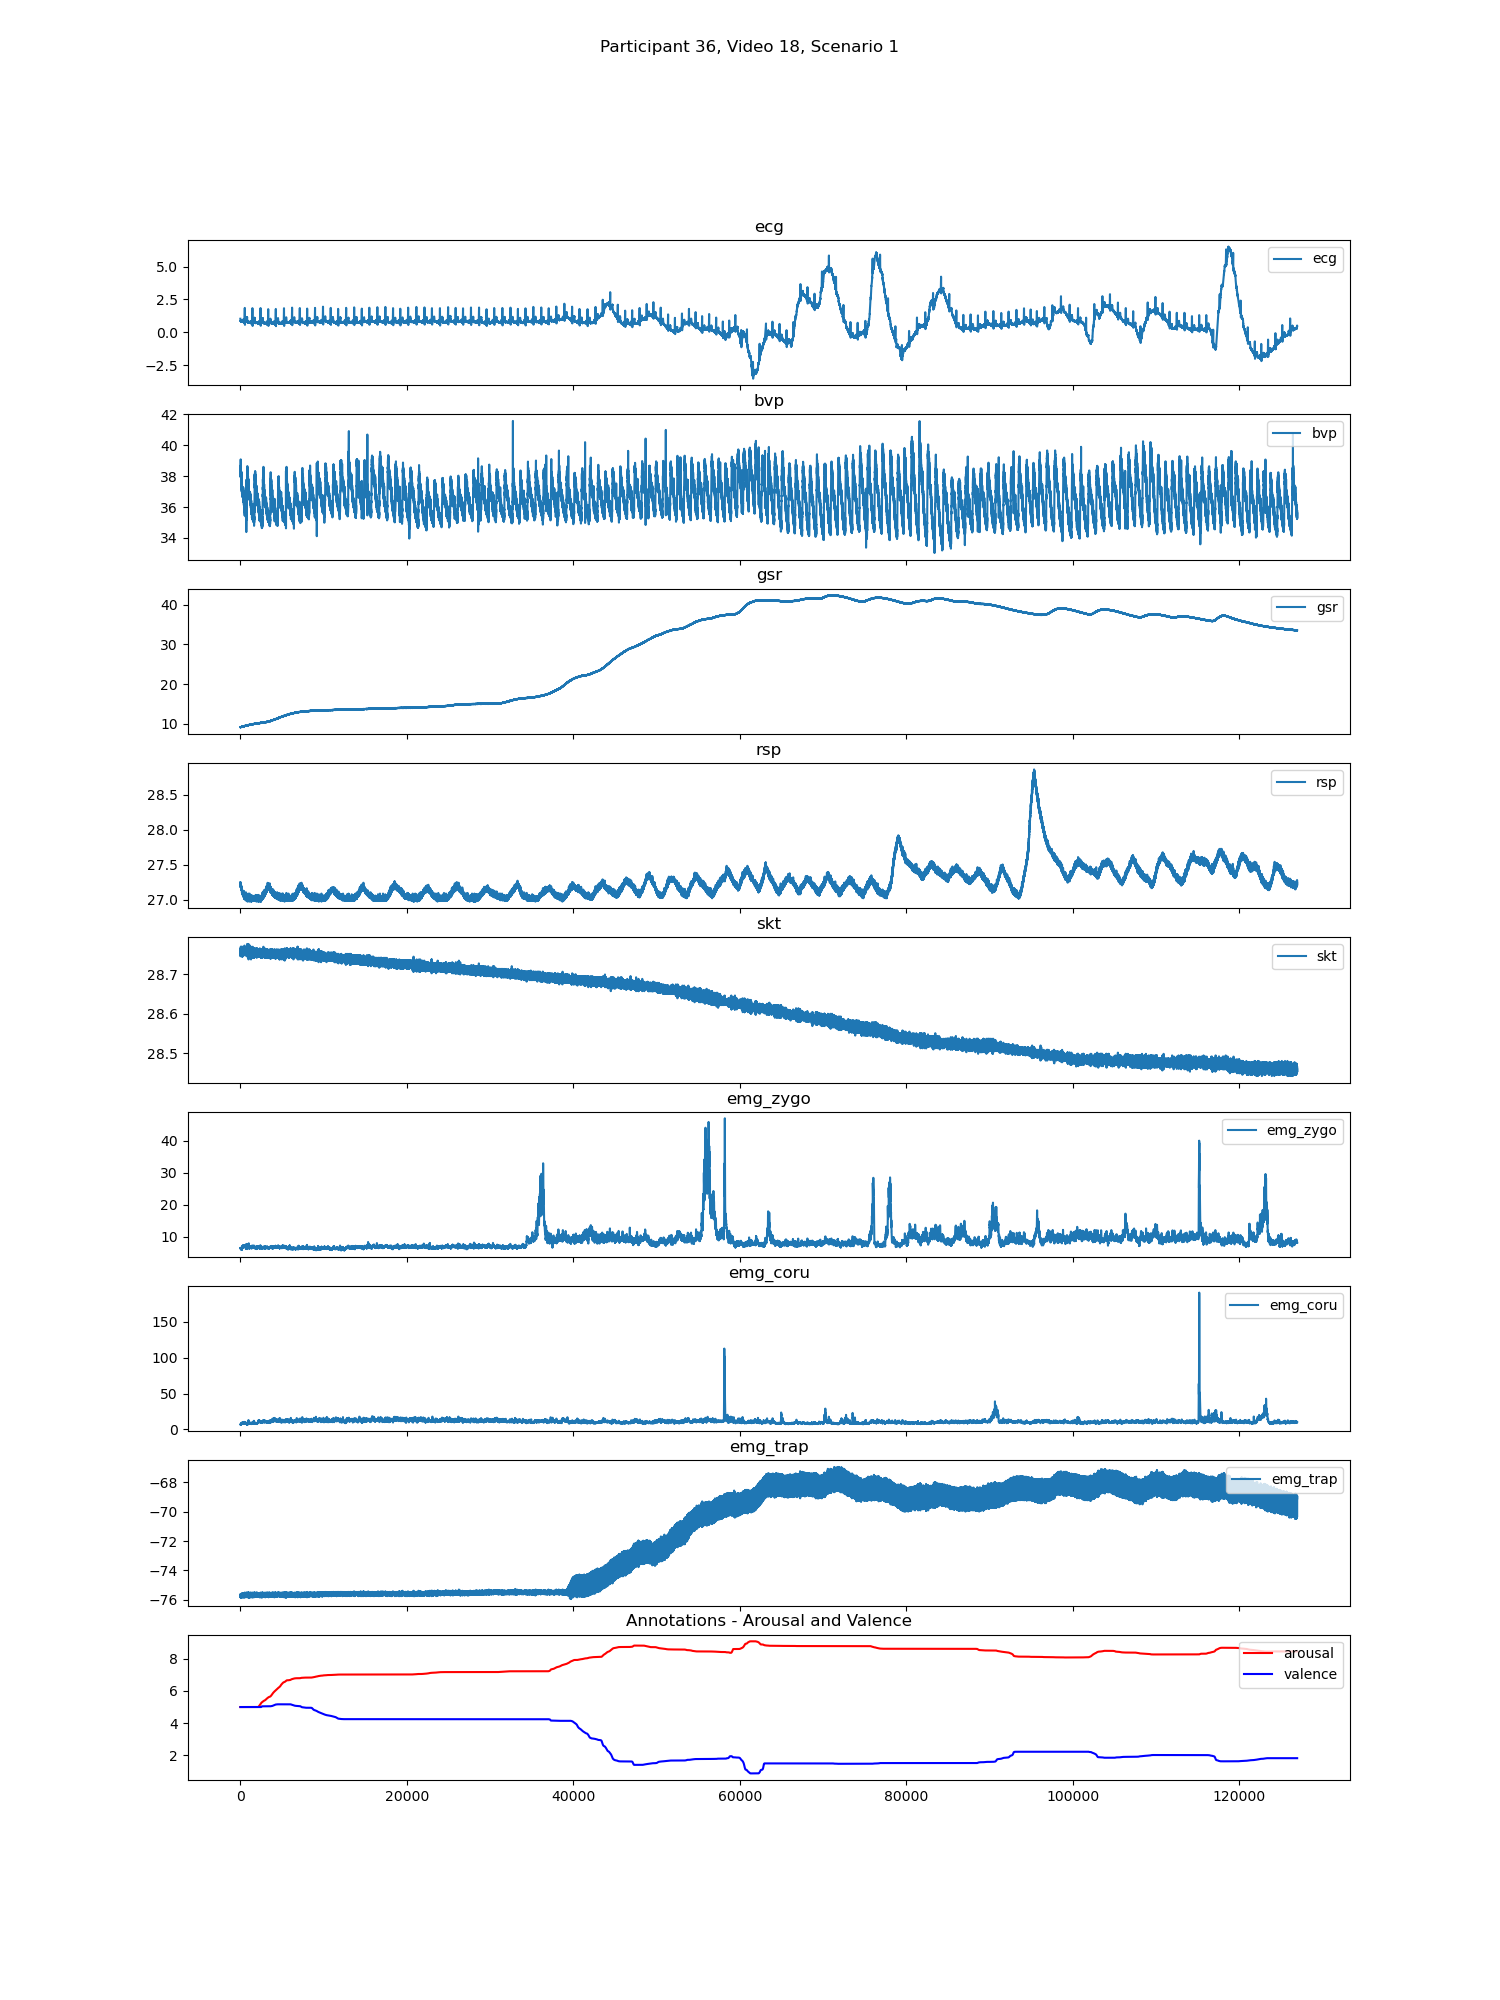 Participant 36, Video 18, Scenario 1
ecg
5.0
2.5
0.0
−2.5
ecg
bvp
42
40
38
36
34
bvp
gsr
40
30
20
10
gsr
rsp
28.5
28.0
27.5
27.0
rsp
skt
28.7
28.6
28.5
skt
emg_zygo
40
30
20
10
emg_zygo
emg_coru
150
100
50
0
emg_coru
emg_trap
−68
−70
−72
−74
−76
emg_trap
Annotations - Arousal and Valence
8
6
4
2
arousal
valence
0 20000 40000 60000 80000 100000 120000